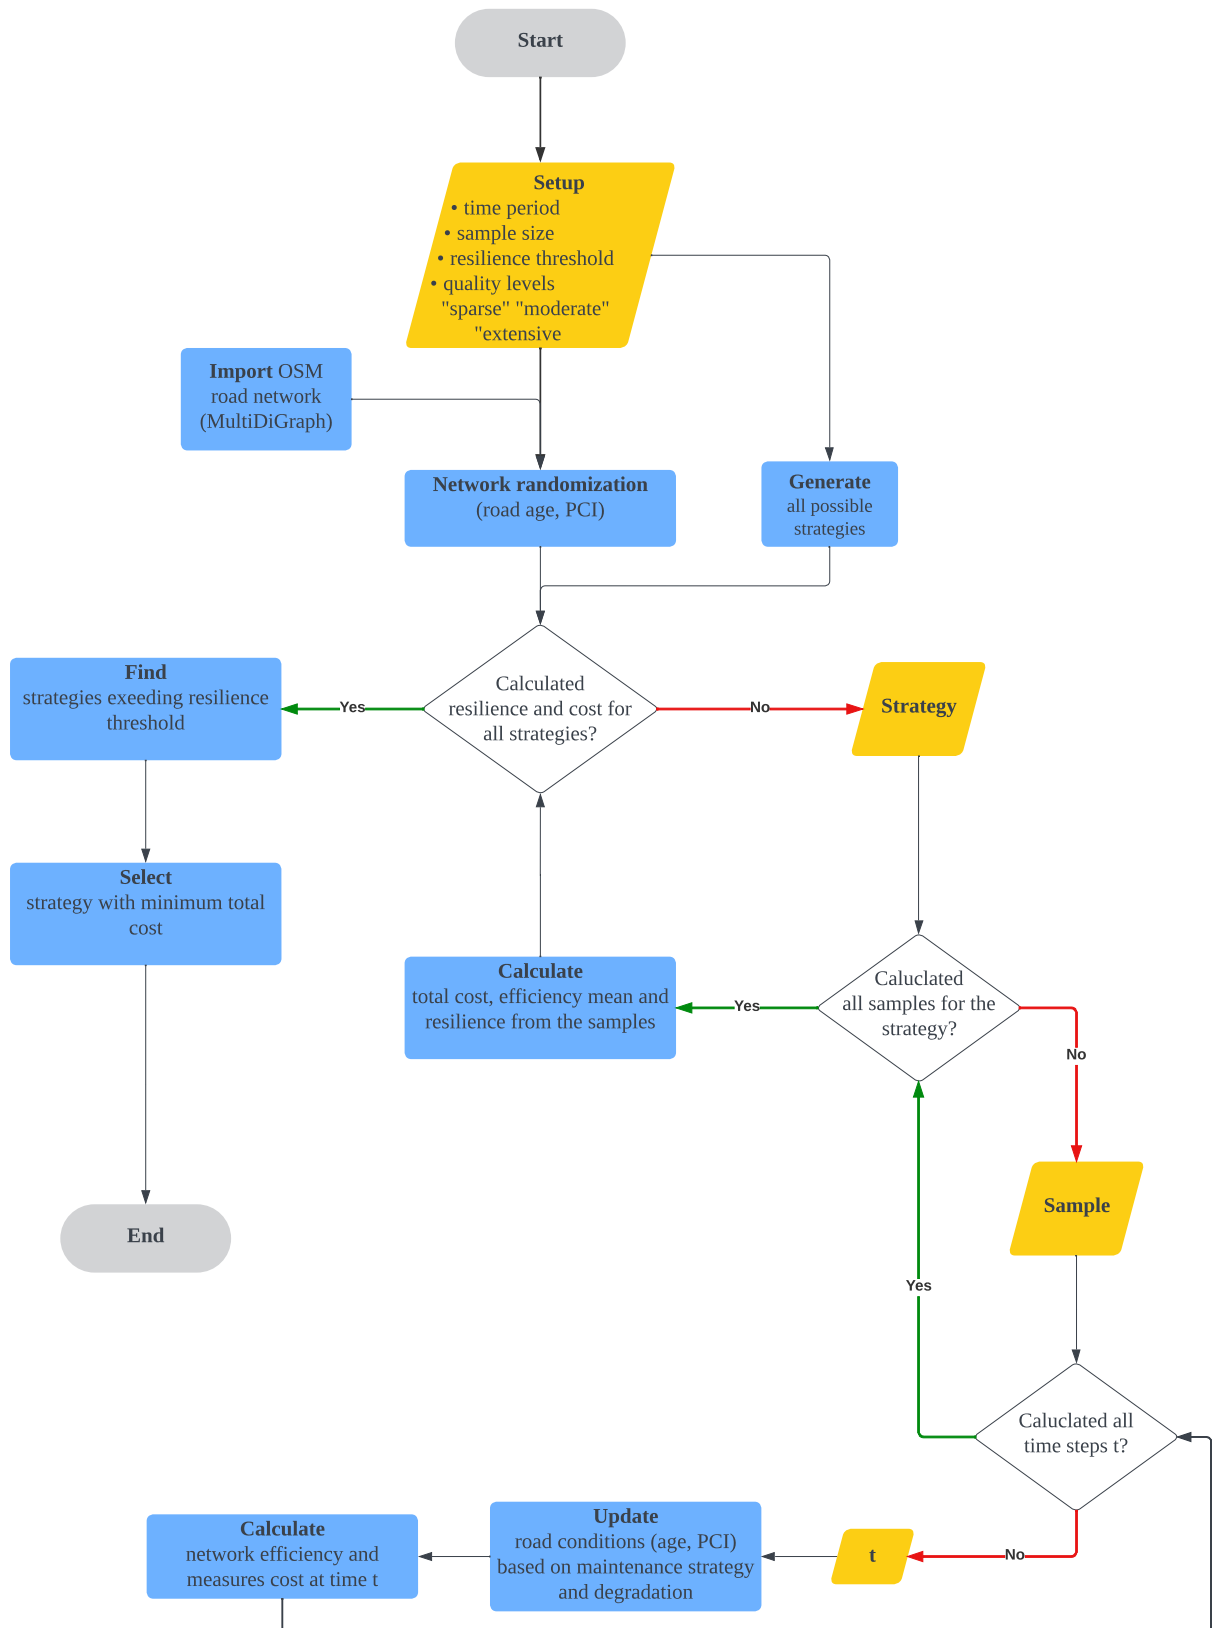 Start
Setup
• time period
• sample size
• resilience threshold
• quality levels
"sparse" "moderate"
"extensive
Import OSM
road network
(MultiDiGraph)
Network randomization
(road age, PCI)
Generate
all possible
strategies
Find
strategies exeeding resilience
threshold
Yes
Calculated
resilience and cost for
all strategies?
No
Strategy
Select
strategy with minimum total
cost
Calculate
total cost, efficiency mean and
resilience from the samples
Yes
Caluclated
all samples for the
strategy?
No
Sample
End
Yes
Caluclated all
time steps t?
Calculate
network efficiency and
measures cost at time t
Update
road conditions (age, PCI)
based on maintenance strategy
and degradation
t
No